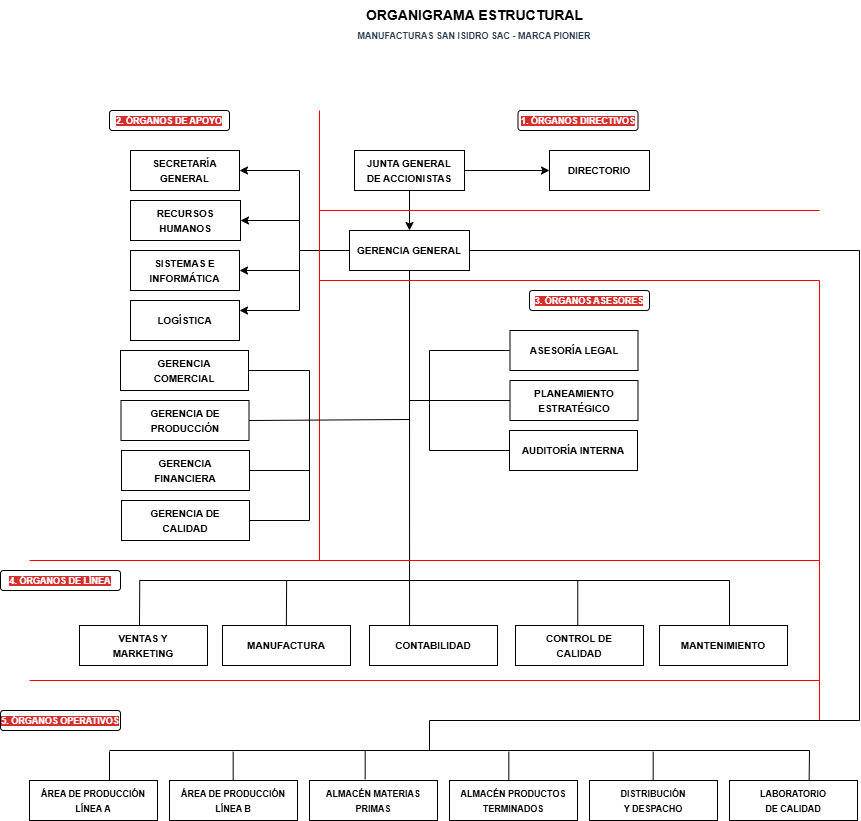 ORGANIGRAMA ESTRUCTURAL
MANUFACTURAS SAN ISIDRO SAC - MARCA PIONIER
2. ÓRGANOS DE APOYO
1. ÓRGANOS DIRECTIVOS
SECRETARÍA
GENERAL
JUNTA GENERAL
DE ACCIONISTAS
DIRECTORIO
RECURSOS
HUMANOS
GERENCIA GENERAL
SISTEMAS E
INFORMÁTICA
3. ÓRGANOS ASESORES
LOGÍSTICA
ASESORÍA LEGAL
GERENCIA
COMERCIAL
PLANEAMIENTO
ESTRATÉGICO
GERENCIA DE
PRODUCCIÓN
AUDITORÍA INTERNA
GERENCIA
FINANCIERA
GERENCIA DE
CALIDAD
4. ÓRGANOS DE LÍNEA
VENTAS Y
MARKETING
MANUFACTURA
CONTABILIDAD
CONTROL DE
CALIDAD
MANTENIMIENTO
5. ÓRGANOS OPERATIVOS
ÁREA DE PRODUCCIÓN
LÍNEA A
ÁREA DE PRODUCCIÓN
LÍNEA B
ALMACÉN MATERIAS
PRIMAS
ALMACÉN PRODUCTOS
TERMINADOS
DISTRIBUCIÓN
Y DESPACHO
LABORATORIO
DE CALIDAD